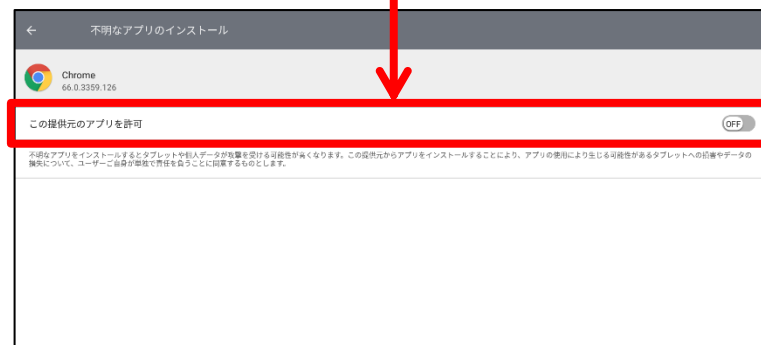 不明なアプリのインストール
Chrome
66.0.3359.126
この提供元のアプリを許可
OFF
不明なアプリをインストールするとタブレットや個人データが攻撃を受ける可能性が高くなります。この提供元からアプリをインストールすることにより、アプリの使用により生じる可能性があるタブレットへの損害やデータの
損失について、ユーザーご自身が単独で責任を負うことに同意するものとします。